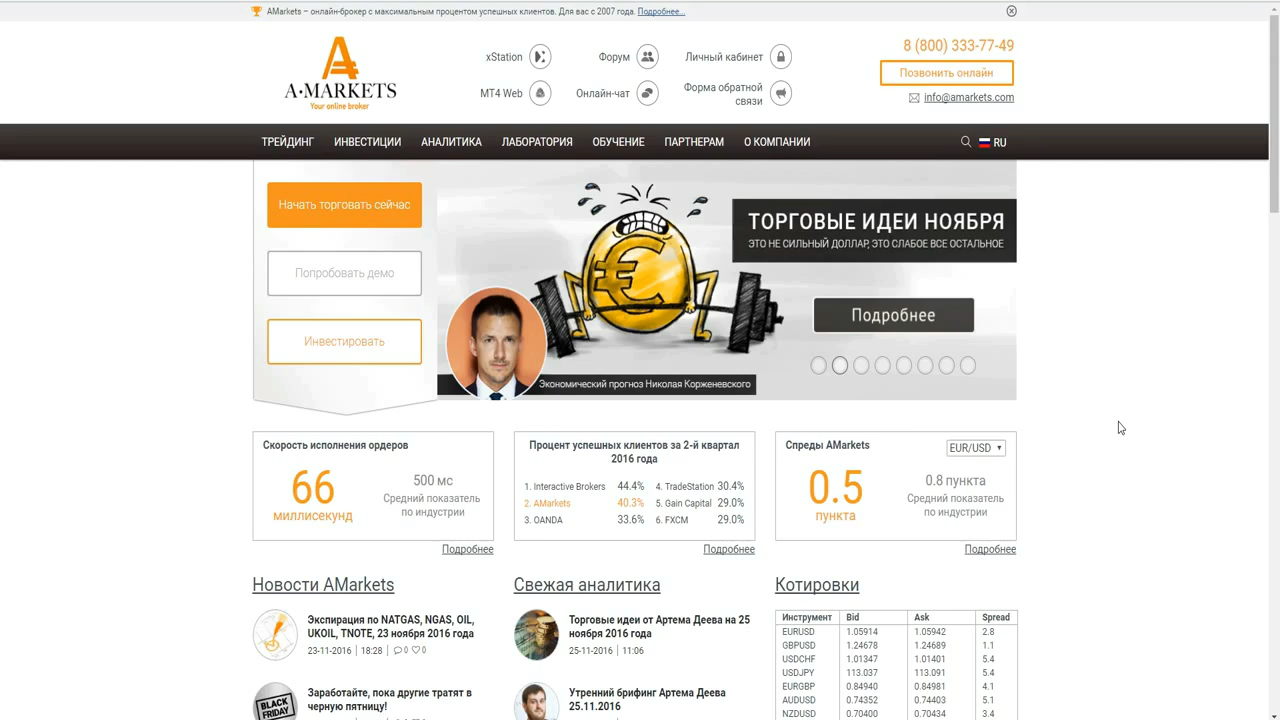 AMarkets – онлайн-брокер с максимальным процентом успешных клиентов. Для вас с 2007 года. Подробнее...
A·MARKETS
Your online broker
xStation
Форум
Личный кабинет
MT4 Web
Онлайн-чат
Форма обратной
связи
8 (800) 333-77-49
Позвонить онлайн
info@amarkets.com
ТРЕЙДИНГ ИНВЕСТИЦИИ АНАЛИТИКА ЛАБОРАТОРИЯ ОБУЧЕНИЕ ПАРТНЕРАМ О КОМПАНИИ RU
Начать торговать сейчас
Попробовать демо
Инвестировать
ТОРГОВЫЕ ИДЕИ НОЯБРЯ
ЭТО НЕ СИЛЬНЫЙ ДОЛЛАР, ЭТО СЛАБОЕ ВСЕ ОСТАЛЬНОЕ
Подробнее
Экономический прогноз Николая Корженевского
Скорость исполнения ордеров
66
миллисекунд
500 мс
Средний показатель
по индустрии
Подробнее
Процент успешных клиентов за 2-й квартал
2016 года
1. Interactive Brokers 44.4% 4. TradeStation 30.4%
2. AMarkets 40.3% 5. Gain Capital 29.0%
3. OANDA 33.6% 6. FXCM 29.0%
Подробнее
Спреды AMarkets
EUR/USD
0.5
пункта
0.8 пункта
Средний показатель
по индустрии
Подробнее
Новости AMarkets
Экспирация по NATGAS, NGAS, OIL,
UKOIL, TNOTE, 23 ноября 2016 года
23-11-2016 | 18:28 0 0
BLACK
FRIDAY
Заработайте, пока другие тратят в
черную пятницу!
Свежая аналитика
Торговые идеи от Артема Деева на 25
ноября 2016 года
25-11-2016 | 11:06
Утренний брифинг Артема Деева
25.11.2016
Котировки
Инструмент Bid Ask Spread
EURUSD 1.05914 1.05942 2.8
GBPUSD 1.24678 1.24689 1.1
USDCHF 1.01347 1.01401 5.4
USDJPY 113.037 113.091 5.4
EURGBP 0.84940 0.84981 4.1
AUDUSD 0.74352 0.74403 5.1
NZDUSD 0.70400 0.70434 3.4